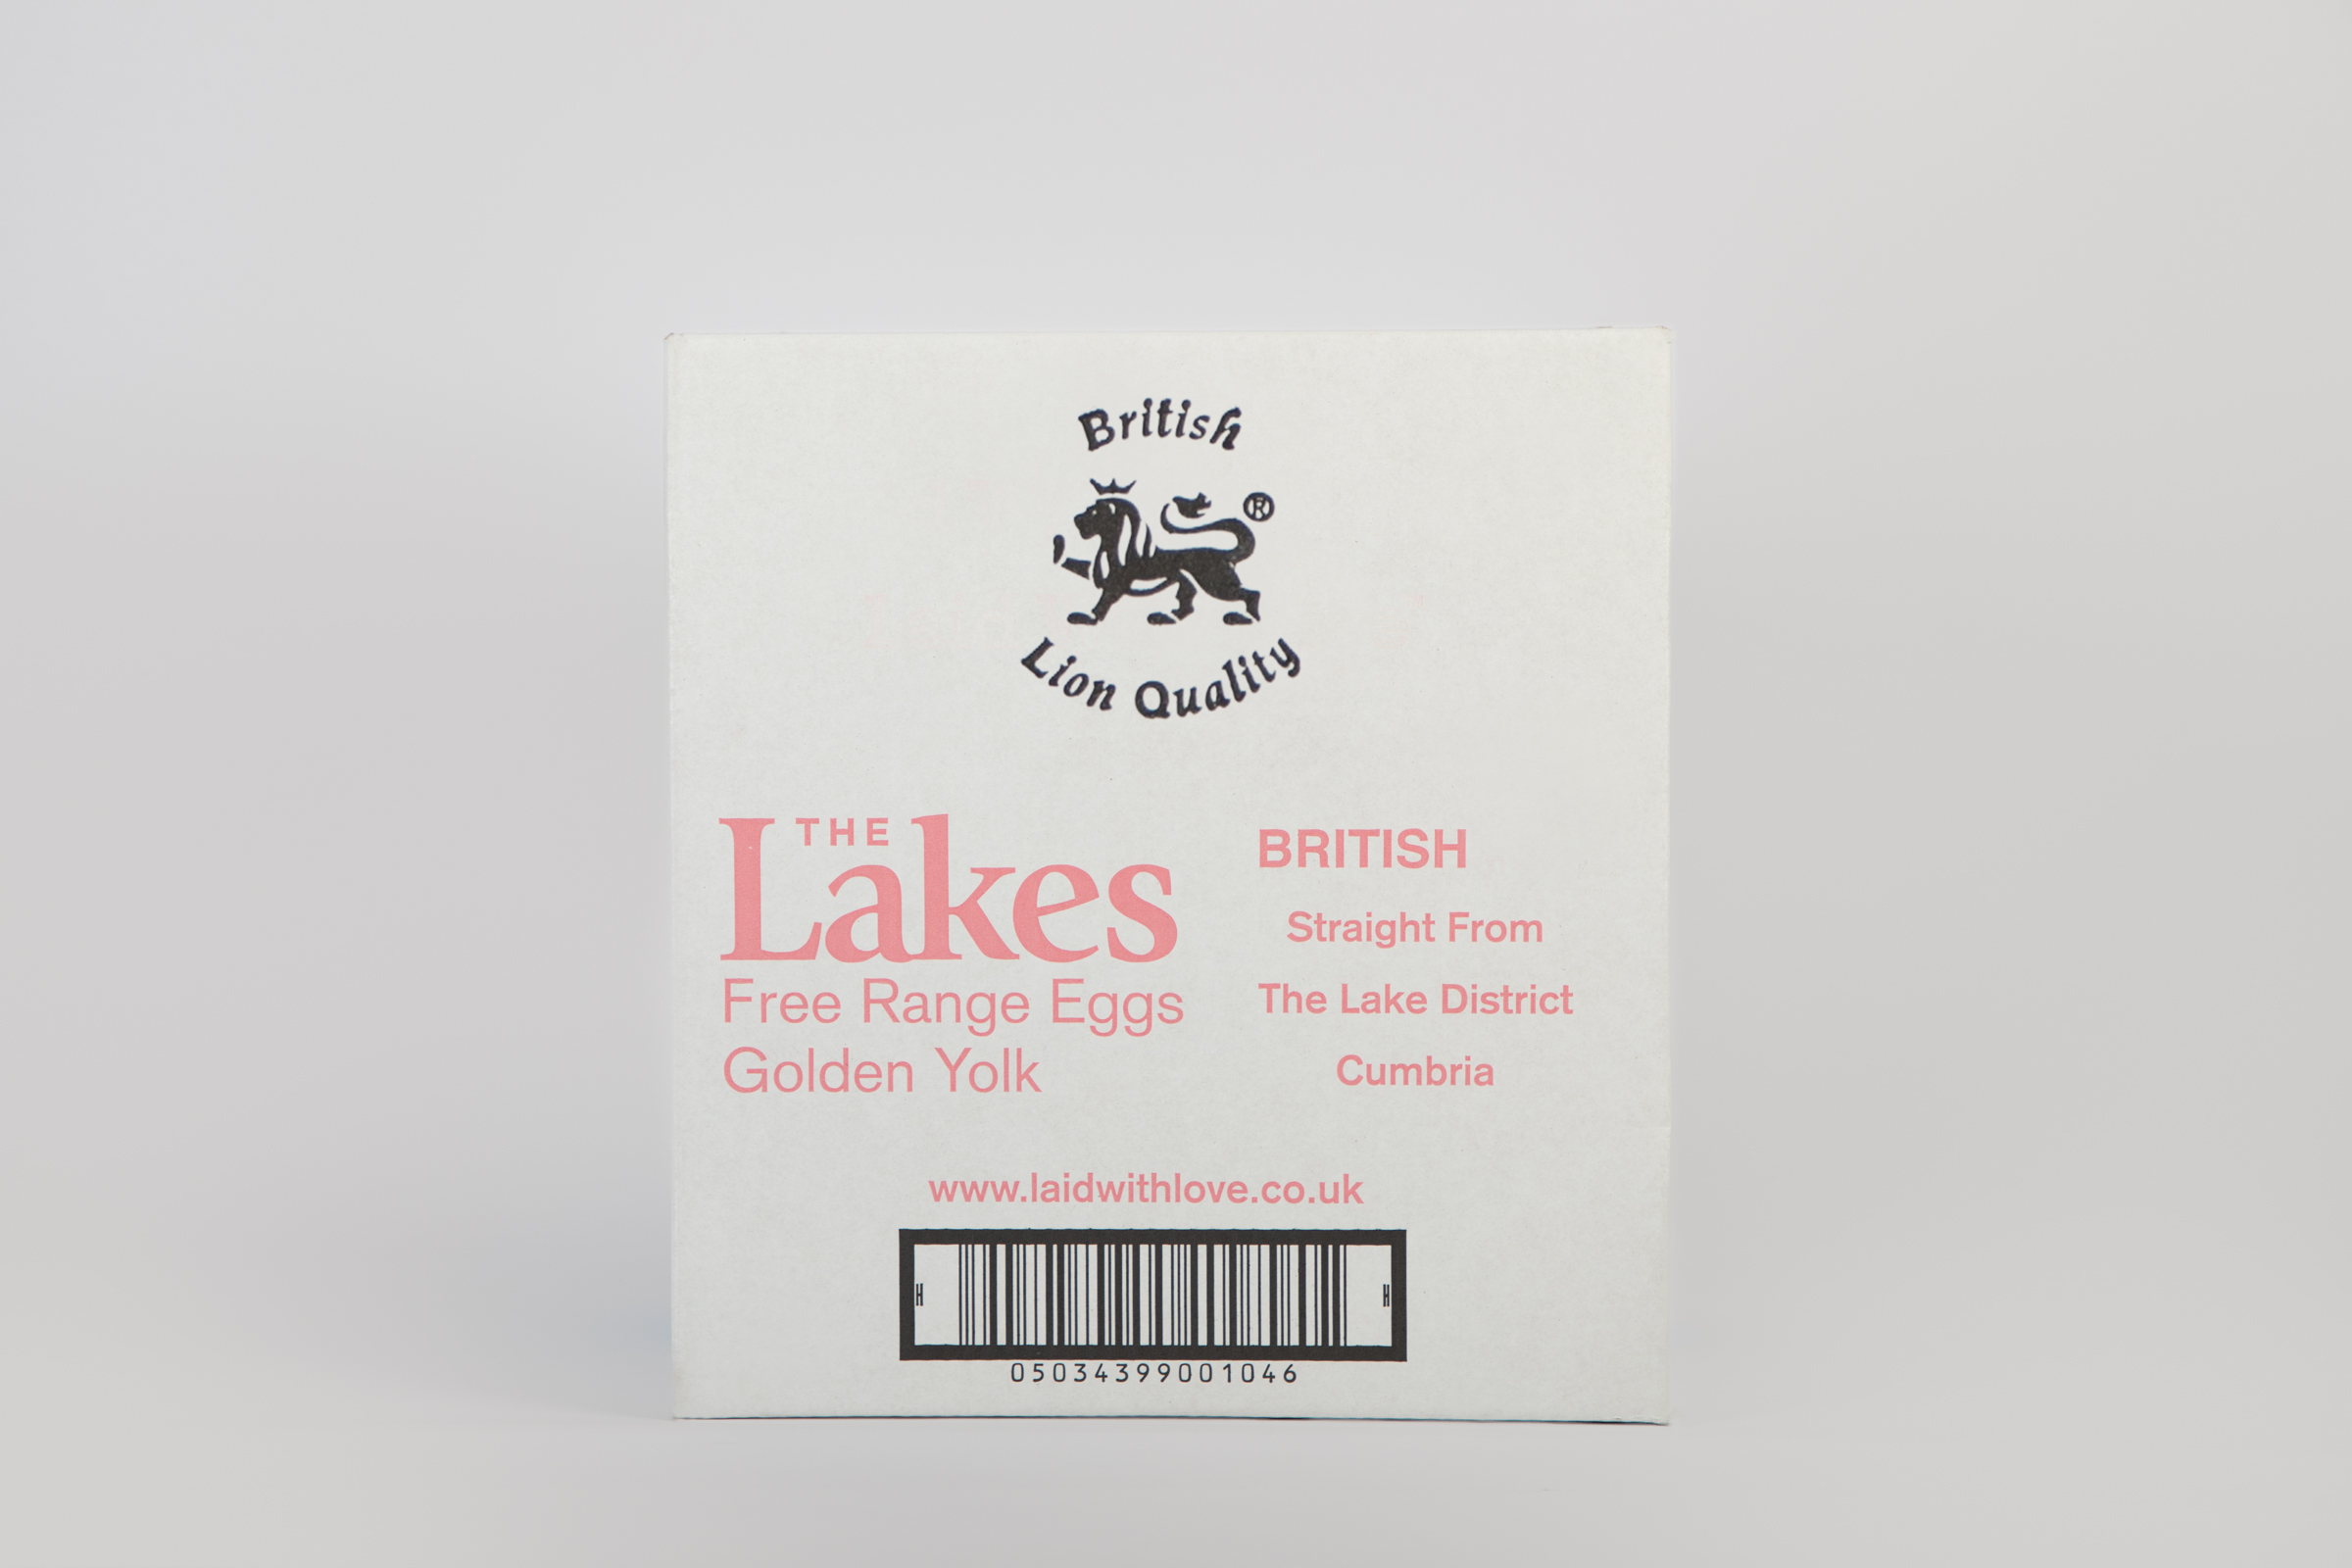 British
®
Lion Quality
THE
Lakes
Free Range Eggs
Golden Yolk
BRITISH
Straight From
The Lake District
Cumbria
www.laidwithlove.co.uk
H H
05034399001046